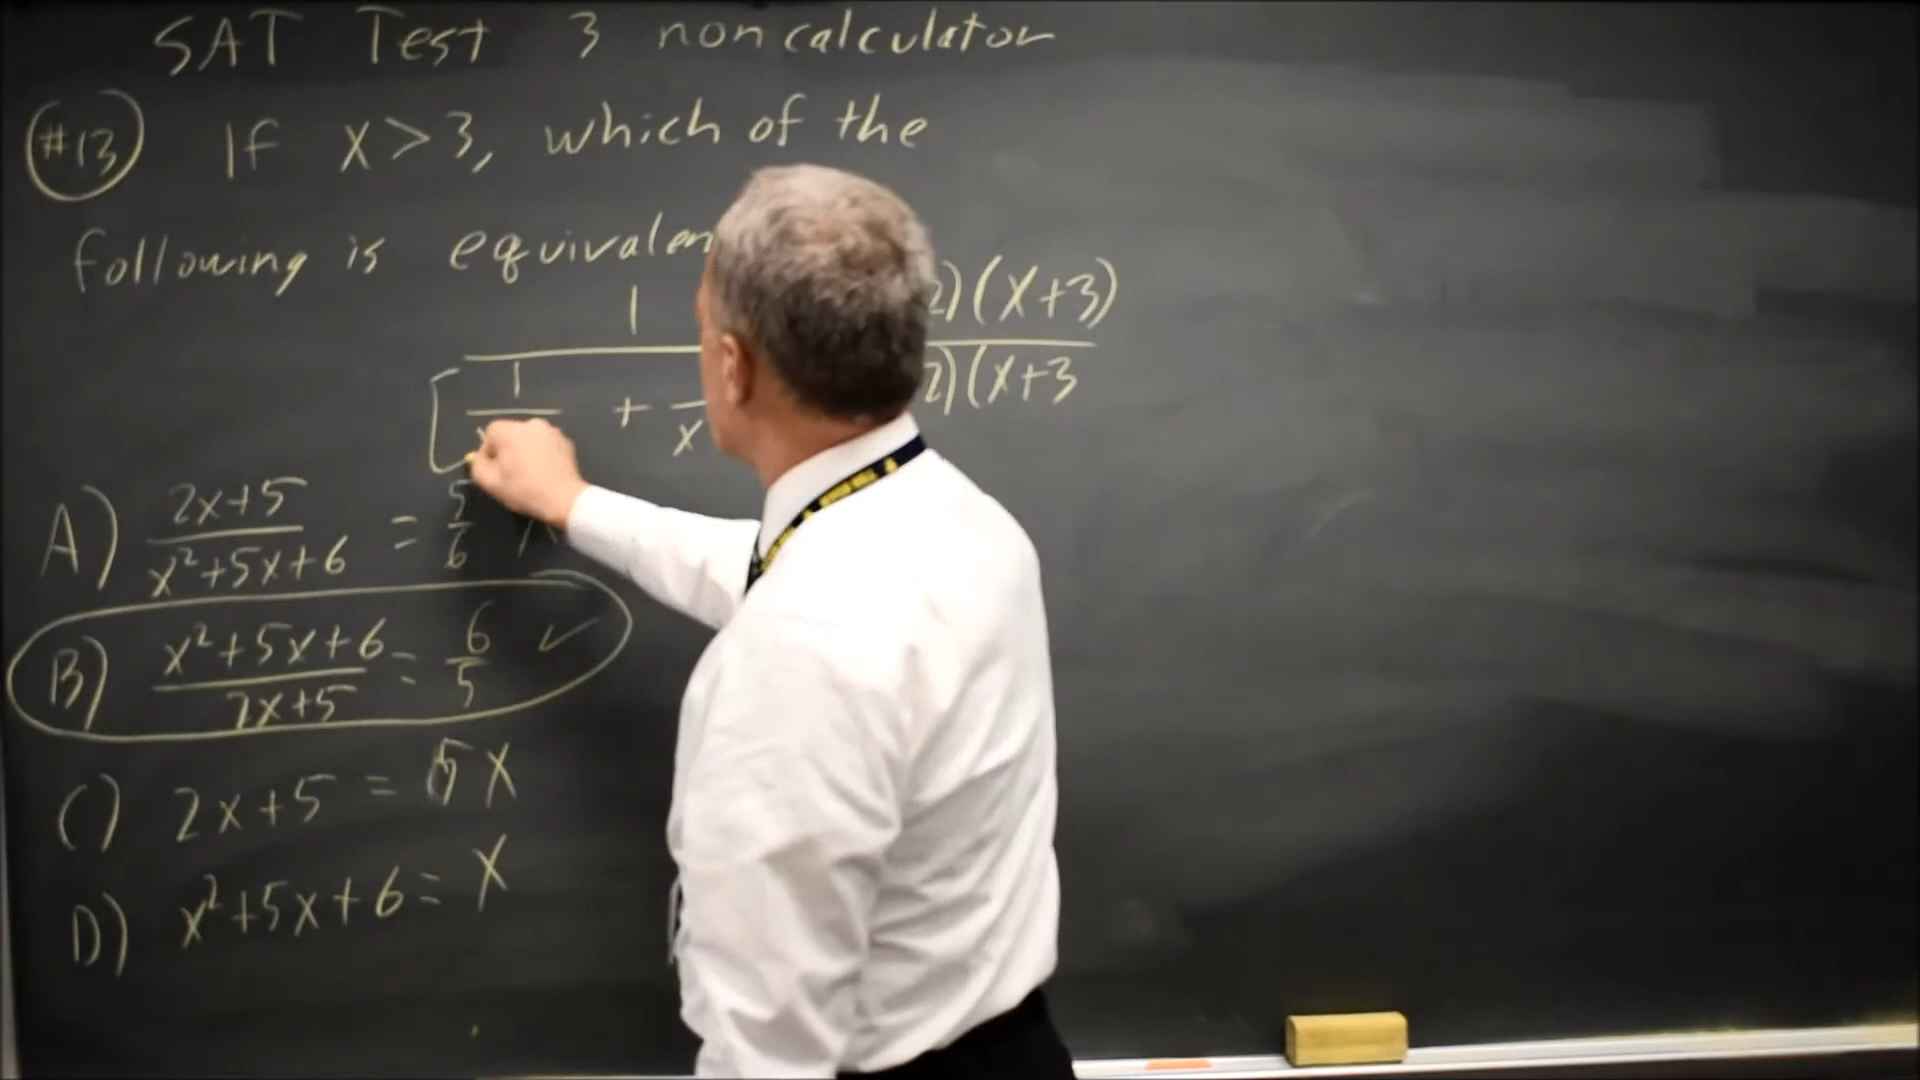 SAT Test 3 noncalculator
#13 If x>3, which of the
following is equivalen
1
2)(x+3)
2)(x+3
[ 1
+
x
A) 2x+5 / x²+5x+6 = 5/6 X
B) x²+5x+6 / 2x+5 = 6/5 ✓
C) 2x+5 = 5 X
D) x²+5x+6 = X